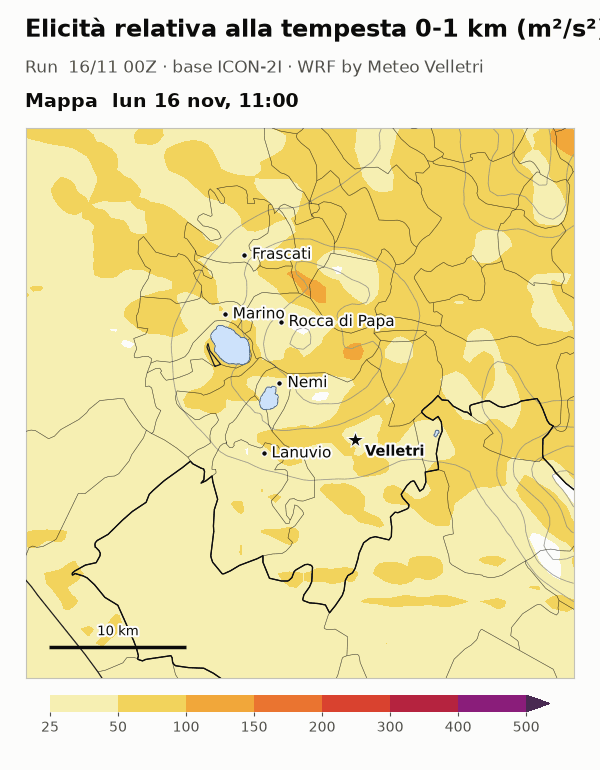 Elicità relativa alla tempesta 0-1 km (m²/s²)
Run 16/11 00Z · base ICON-2I · WRF by Meteo Velletri
Mappa lun 16 nov, 11:00
Frascati
Marino
Rocca di Papa
Nemi
Velletri
Lanuvio
10 km
25 50 100 150 200 300 400 500